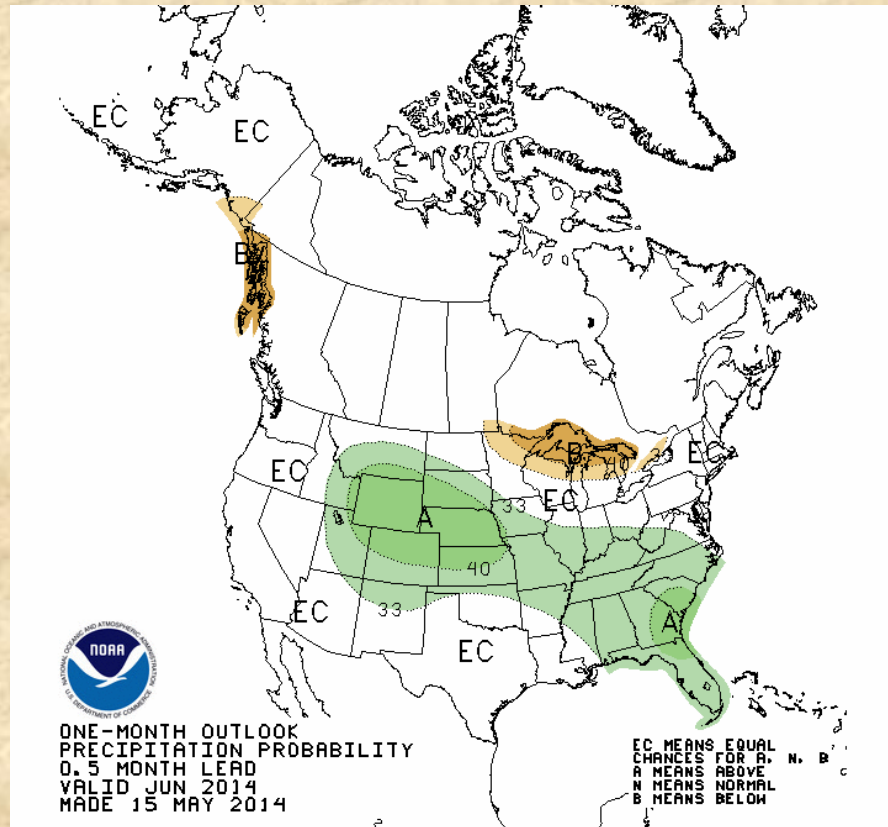 EC
EC
B
B
40
33
EC
EC
33
EC
A
40
EC
33
A
EC
NOAA
NATIONAL OCEANIC AND ATMOSPHERIC ADMINISTRATION
U.S. DEPARTMENT OF COMMERCE
ONE-MONTH OUTLOOK
PRECIPITATION PROBABILITY
0.5 MONTH LEAD
VALID JUN 2014
MADE 15 MAY 2014
EC MEANS EQUAL
CHANCES FOR A, N, B
A MEANS ABOVE
N MEANS NORMAL
B MEANS BELOW